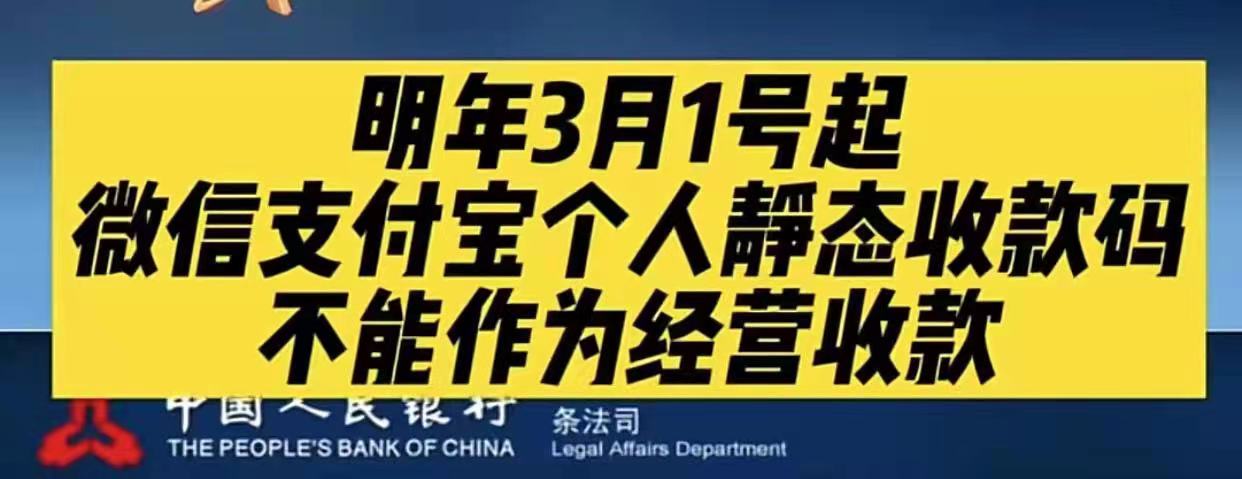 明年3月1号起
微信支付宝个人靜态收款码
不能作为经营收款
中国人民银行
THE PEOPLE'S BANK OF CHINA
条法司
Legal Affairs Department